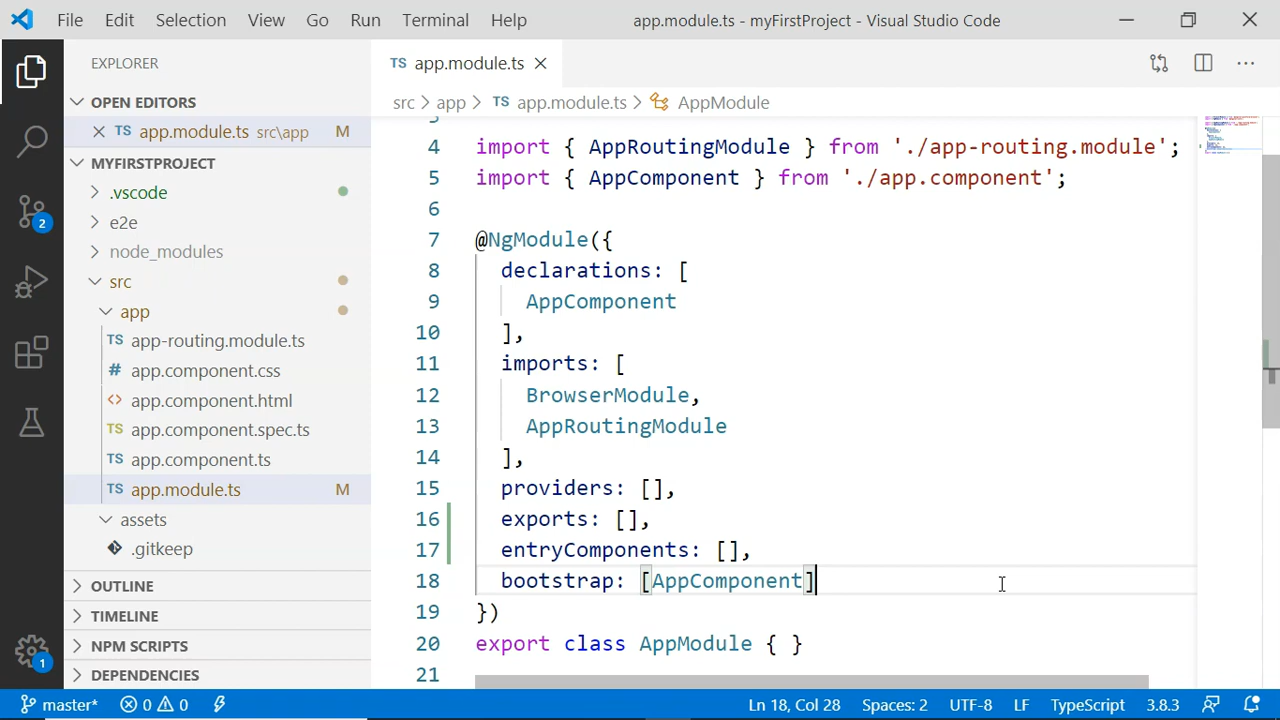 File Edit Selection View Go Run Terminal Help app.module.ts - myFirstProject - Visual Studio Code
EXPLORER
OPEN EDITORS
TS app.module.ts src\app M
MYFIRSTPROJECT
.vscode
e2e
node_modules
src
app
TS app-routing.module.ts
# app.component.css
<> app.component.html
TS app.component.spec.ts
TS app.component.ts
TS app.module.ts M
assets
.gitkeep
OUTLINE
TIMELINE
NPM SCRIPTS
DEPENDENCIES
2
1
TS app.module.ts
src app TS app.module.ts AppModule
4 import { AppRoutingModule } from './app-routing.module';
5 import { AppComponent } from './app.component';
6
7 @NgModule({
8 declarations: [
9 AppComponent
10 ],
11 imports: [
12 BrowserModule,
13 AppRoutingModule
14 ],
15 providers: [],
16 exports: [],
17 entryComponents: [],
18 bootstrap: [AppComponent]
19 })
20 export class AppModule { }
21
master* 0 0 Ln 18, Col 28 Spaces: 2 UTF-8 LF TypeScript 3.8.3